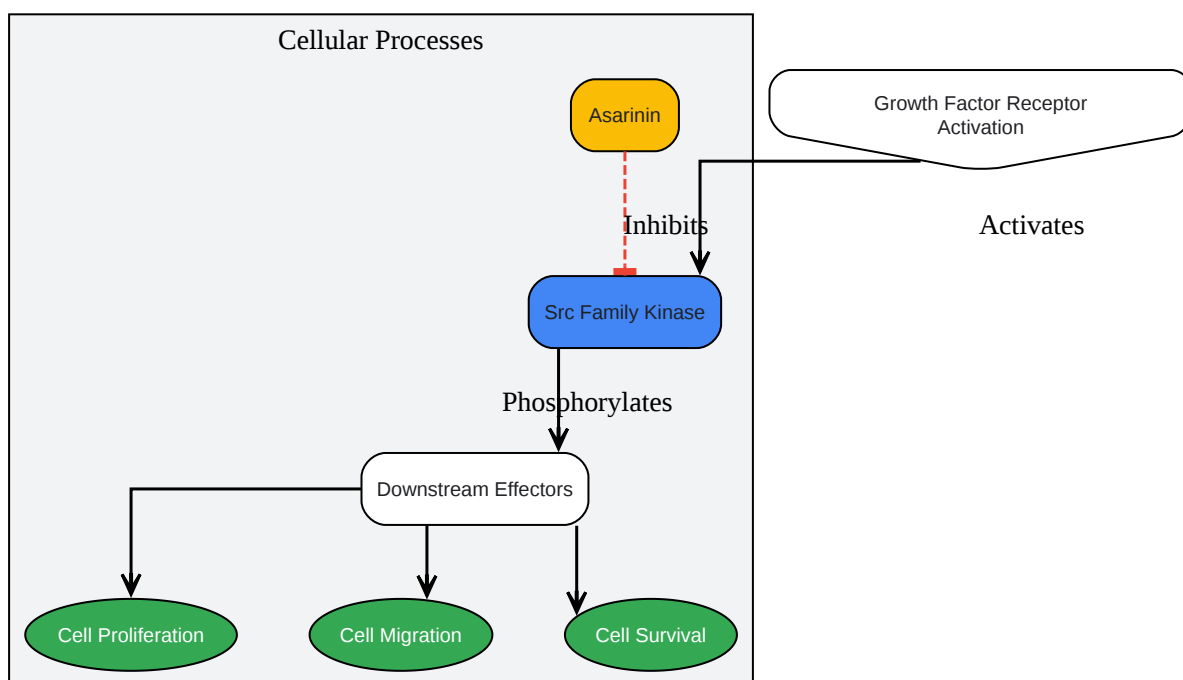 Cellular Processes
Asarinin
Growth Factor Receptor
Activation
Inhibits
Activates
Src Family Kinase
Phosphorylates
Downstream Effectors
Cell Proliferation
Cell Migration
Cell Survival